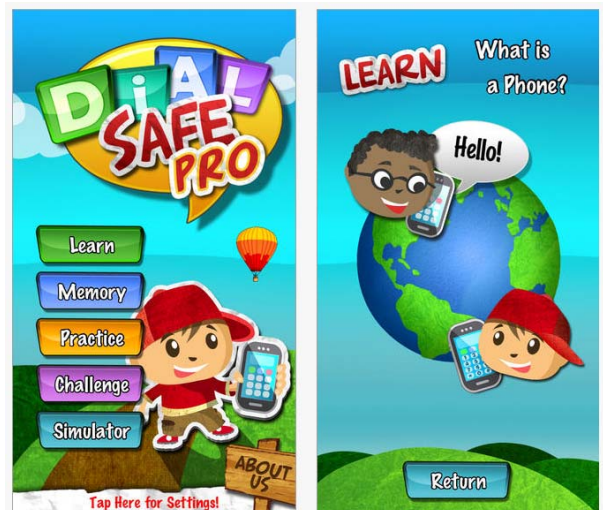 DiAL
SAFE
PRO
Learn
Memory
Practice
Challenge
Simulator
ABOUT
US
Tap Here for Settings!
LEARN
What is
a Phone?
Hello!
Return